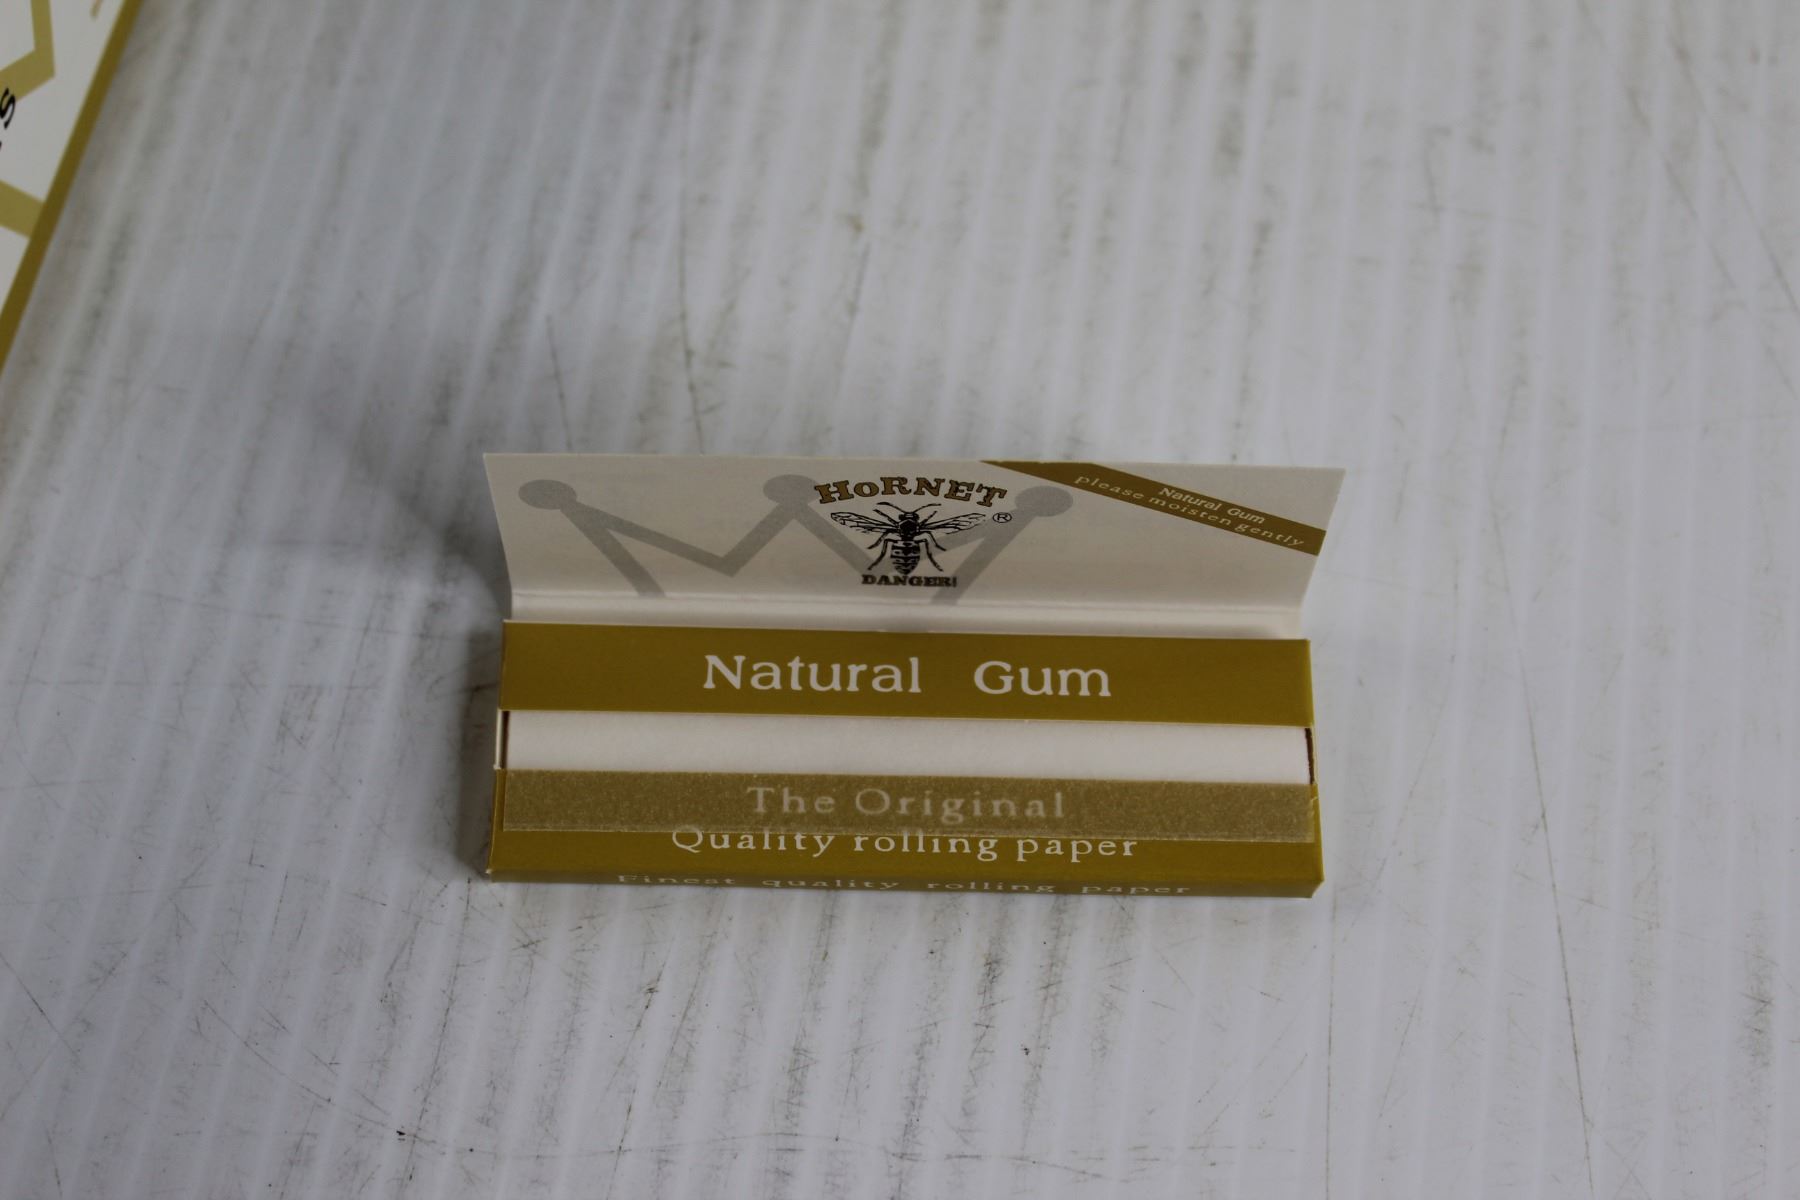 HORNET
®
DANGER!
Natural Gum
please moisten gently
Natural Gum
The Original
Quality rolling paper
Finest quality rolling paper